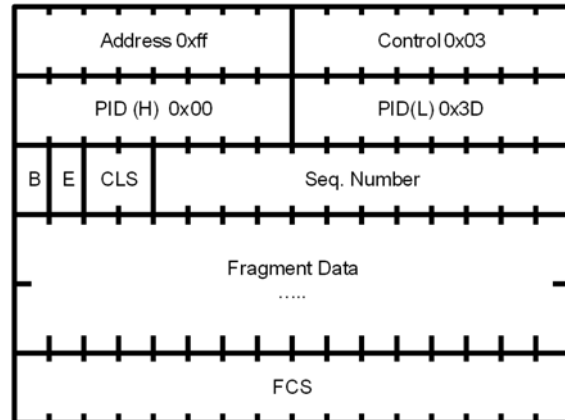 Address 0xff Control 0x03
PID (H) 0x00 PID(L) 0x3D
B E CLS Seq. Number
Fragment Data
.....
FCS